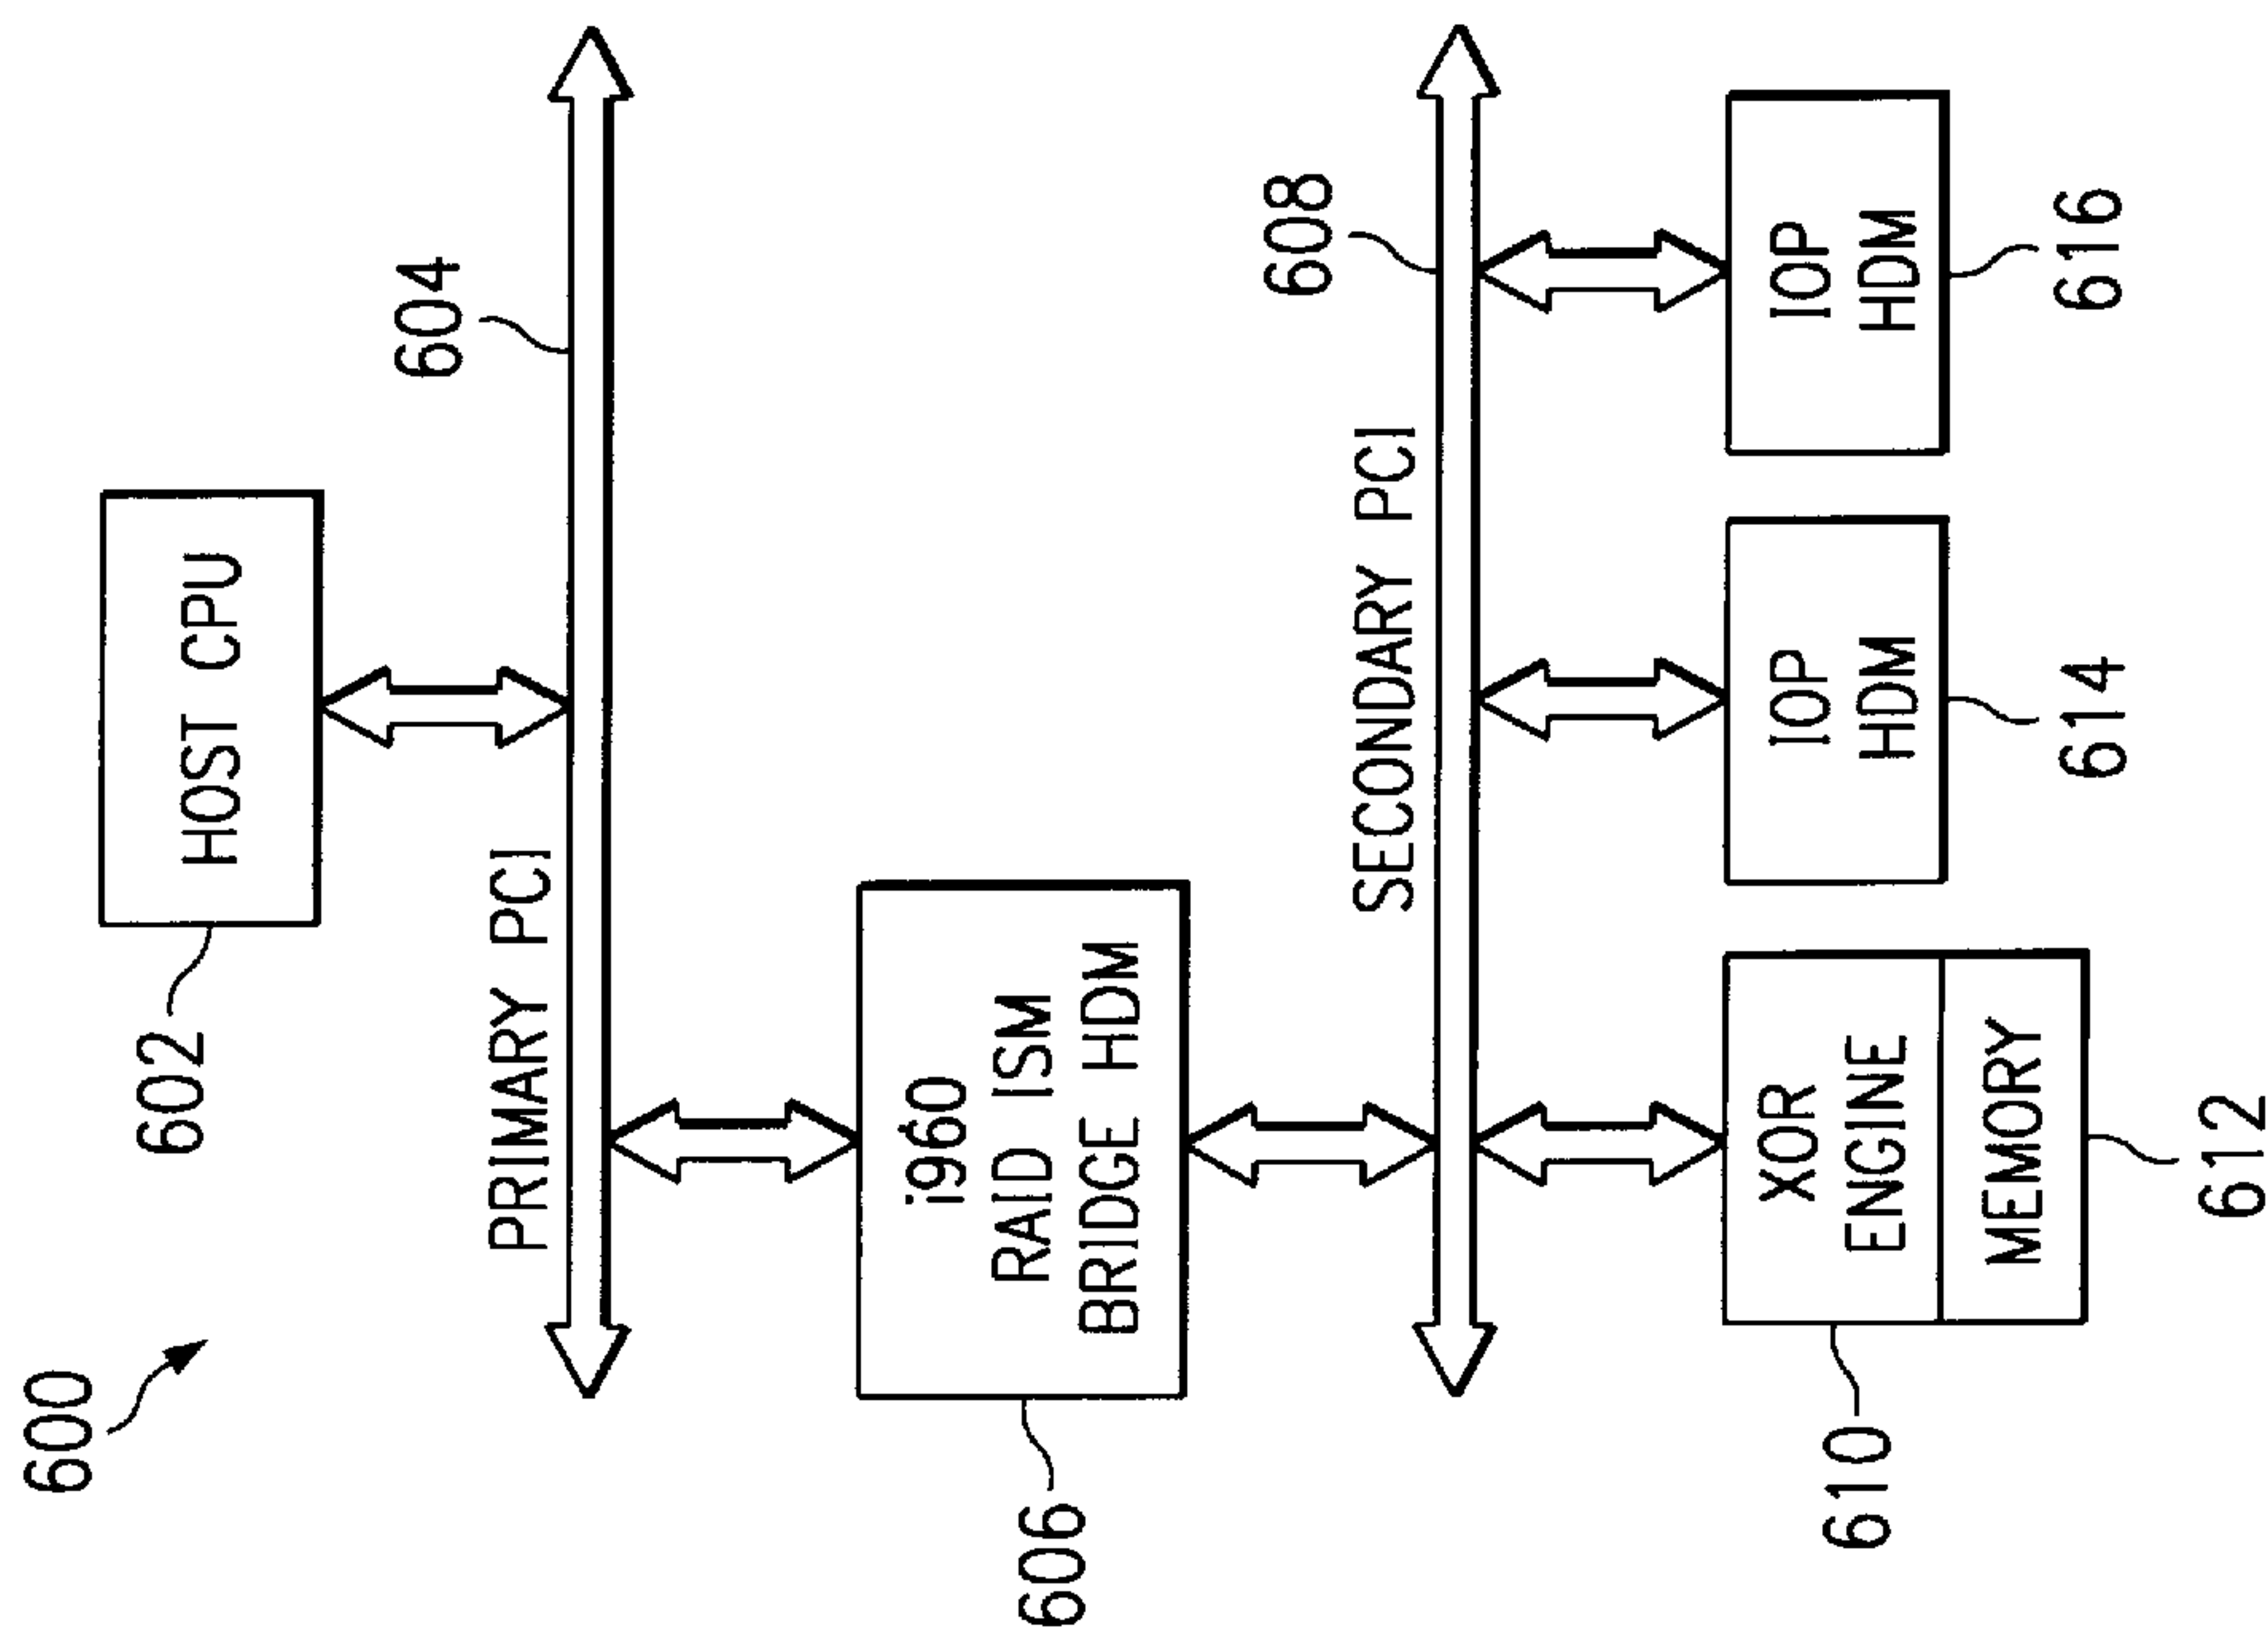 600
602
HOST CPU
604
PRIMARY PCI
606
i960
RAID ISM
BRIDGE HDM
608
SECONDARY PCI
610
XOR
ENGINE
MEMORY
612
IOP
HDM
614
IOP
HDM
616